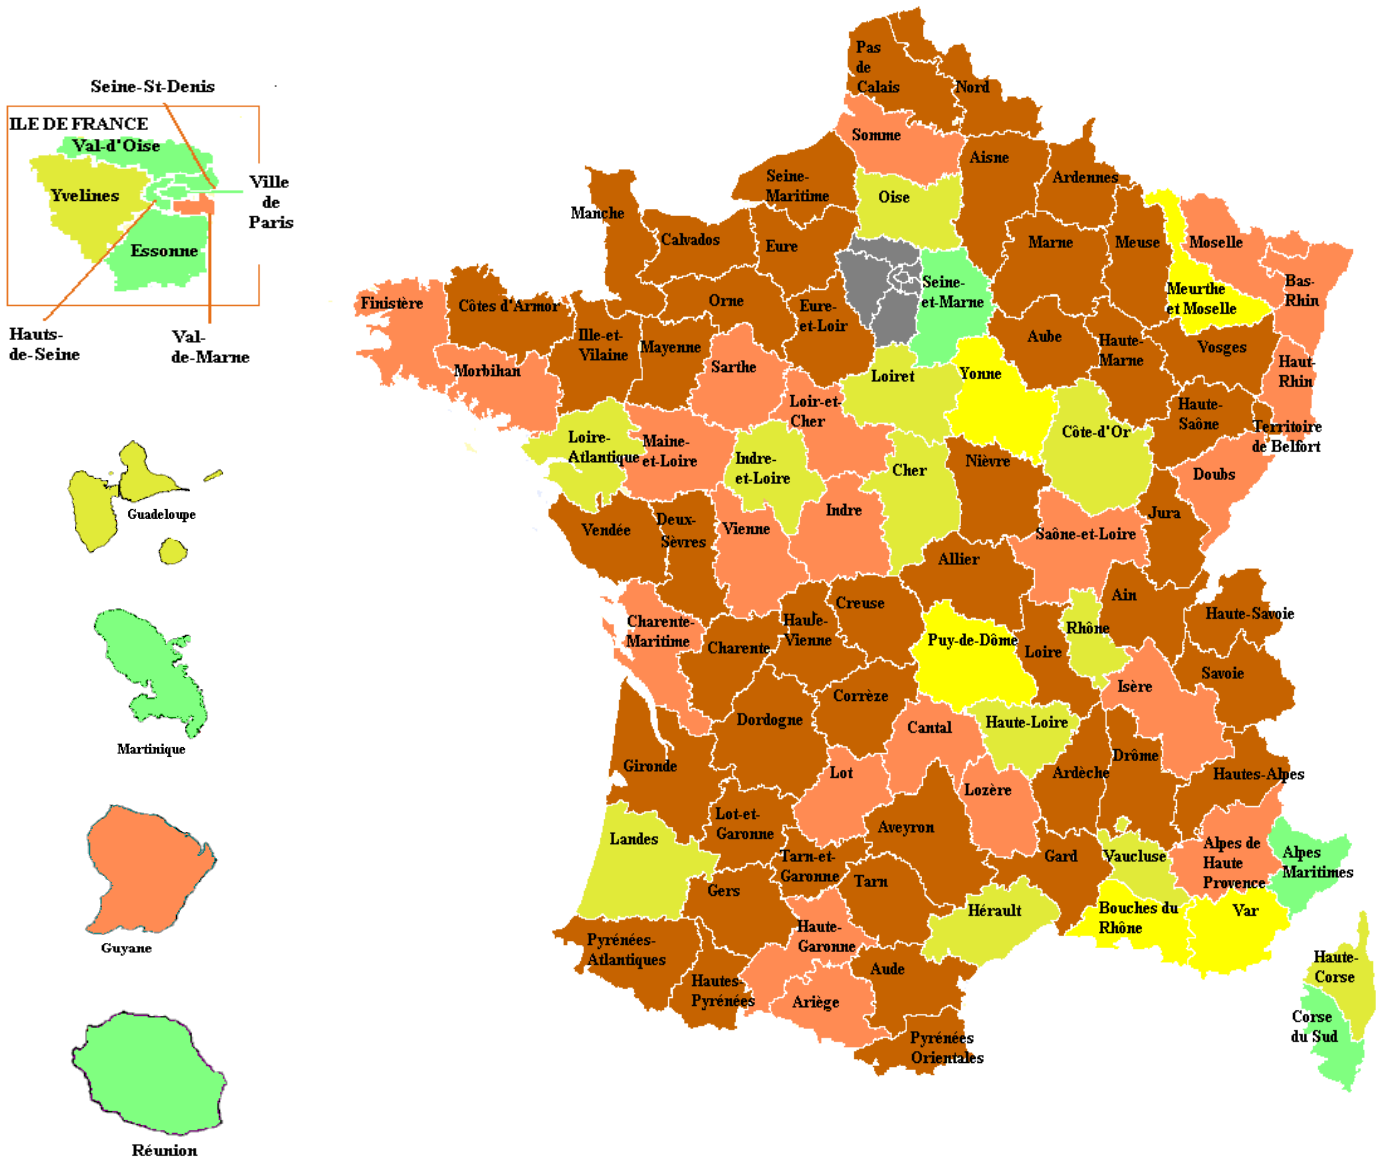 Seine-St-Denis
ILE DE FRANCE
Val-d'Oise
Yvelines
Ville
de
Paris
Essonne
Hauts-
de-Seine
Val-
de-Marne
Guadeloupe
Martinique
Guyane
Réunion
Pas
de
Calais
Nord
Somme
Aisne
Ardennes
Seine-
Maritime
Oise
Manche
Calvados
Eure
Marne
Meuse
Moselle
Meurthe
et Moselle
Bas-
Rhin
Seine-
et-Marne
Finistère
Côtes d'Armor
Orne
Eure-
et-Loir
Ille-et-
Vilaine
Mayenne
Aube
Haute-
Marne
Vosges
Haut-
Rhin
Morbihan
Sarthe
Loiret
Yonne
Loir-et-
Cher
Haute-
Saône
Territoire
de Belfort
Côte-d'Or
Loire-
Atlantique
Maine-
et-Loire
Indre-
et-Loire
Cher
Nièvre
Doubs
Vendée
Deux-
Sèvres
Vienne
Indre
Saône-et-Loire
Jura
Allier
Charente-
Maritime
Charente
Haute-
Vienne
Creuse
Puy-de-Dôme
Loire
Rhône
Ain
Haute-Savoie
Savoie
Isère
Dordogne
Corrèze
Cantal
Haute-Loire
Gironde
Lot
Lozère
Ardèche
Drôme
Hautes-Alpes
Landes
Lot-et-
Garonne
Aveyron
Tarn-et-
Garonne
Tarn
Gers
Gard
Vaucluse
Alpes de
Haute
Provence
Alpes
Maritimes
Hérault
Bouches du
Rhône
Var
Pyrénées-
Atlantiques
Hautes-
Pyrénées
Haute-
Garonne
Ariège
Aude
Pyrénées
Orientales
Haute-
Corse
Corse
du Sud